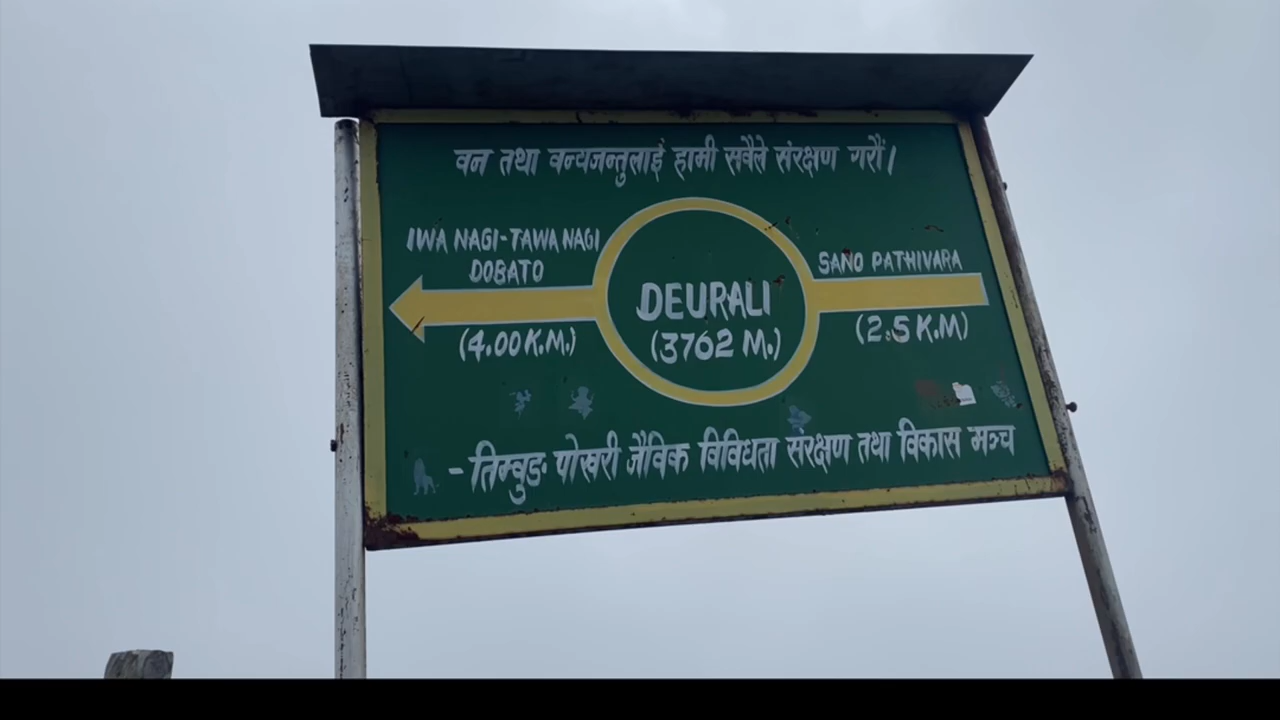 वन तथा वन्यजन्तुलाई हामी सवैले संरक्षण गरौं।
IWA NAGI-TAWA NAGI
DOBATO
(4.00 K.M.)
DEURALI
(3762 M.)
SANO PATHIVARA
(2.5 K.M)
- तिम्वुङ पोखरी जैविक विविधता संरक्षण तथा विकास मञ्च